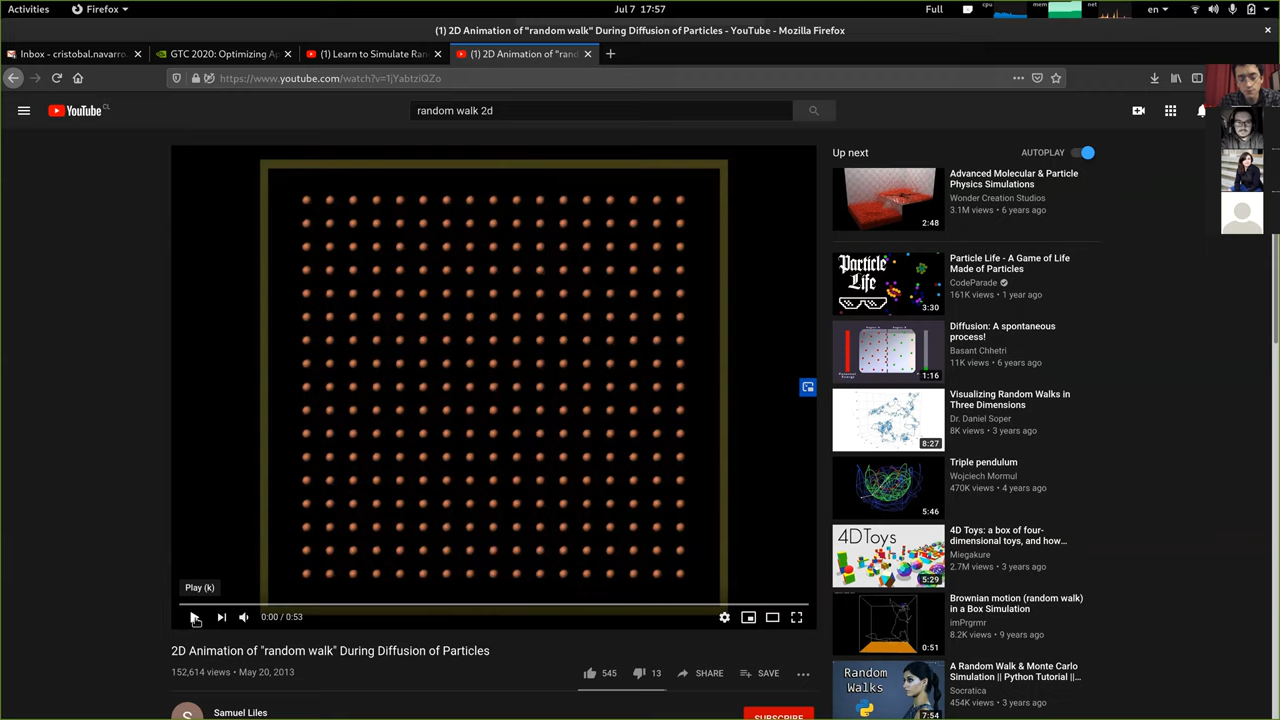 Activities
Firefox
Jul 7 17:57
Full
cpu
mem
net
en
(1) 2D Animation of "random walk" During Diffusion of Particles - YouTube - Mozilla Firefox
Inbox - cristobal.navarro
GTC 2020: Optimizing Ap
(1) Learn to Simulate Ran
(1) 2D Animation of "rand
https://www.youtube.com/watch?v=1jYabtziQZo
YouTube CL
random walk 2d
Up next
AUTOPLAY
Advanced Molecular & Particle
Physics Simulations
Wonder Creation Studios
3.1M views • 6 years ago
2:48
Particle Life - A Game of Life
Made of Particles
CodeParade
161K views • 1 year ago
Particle
Life
3:30
Diffusion: A spontaneous
process!
Basant Chhetri
11K views • 6 years ago
1:16
Visualizing Random Walks in
Three Dimensions
Dr. Daniel Soper
8K views • 3 years ago
8:27
Triple pendulum
Wojciech Mormul
470K views • 4 years ago
5:46
4D Toys: a box of four-
dimensional toys, and how...
Miegakure
2.7M views • 3 years ago
4DToys
5:29
Brownian motion (random walk)
in a Box Simulation
imPrgrmr
8.2K views • 9 years ago
0:51
A Random Walk & Monte Carlo
Simulation || Python Tutorial ||...
Socratica
454K views • 3 years ago
Random
Walks
7:54
Play (k)
0:00 / 0:53
2D Animation of "random walk" During Diffusion of Particles
152,614 views • May 20, 2013
545
13
SHARE
SAVE
S
Samuel Liles
SUBSCRIBE